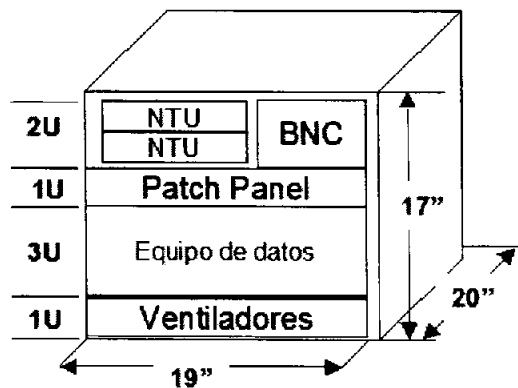 2U
NTU
NTU
BNC
1U
Patch Panel
17”
3U
Equipo de datos
20”
1U
Ventiladores
19”